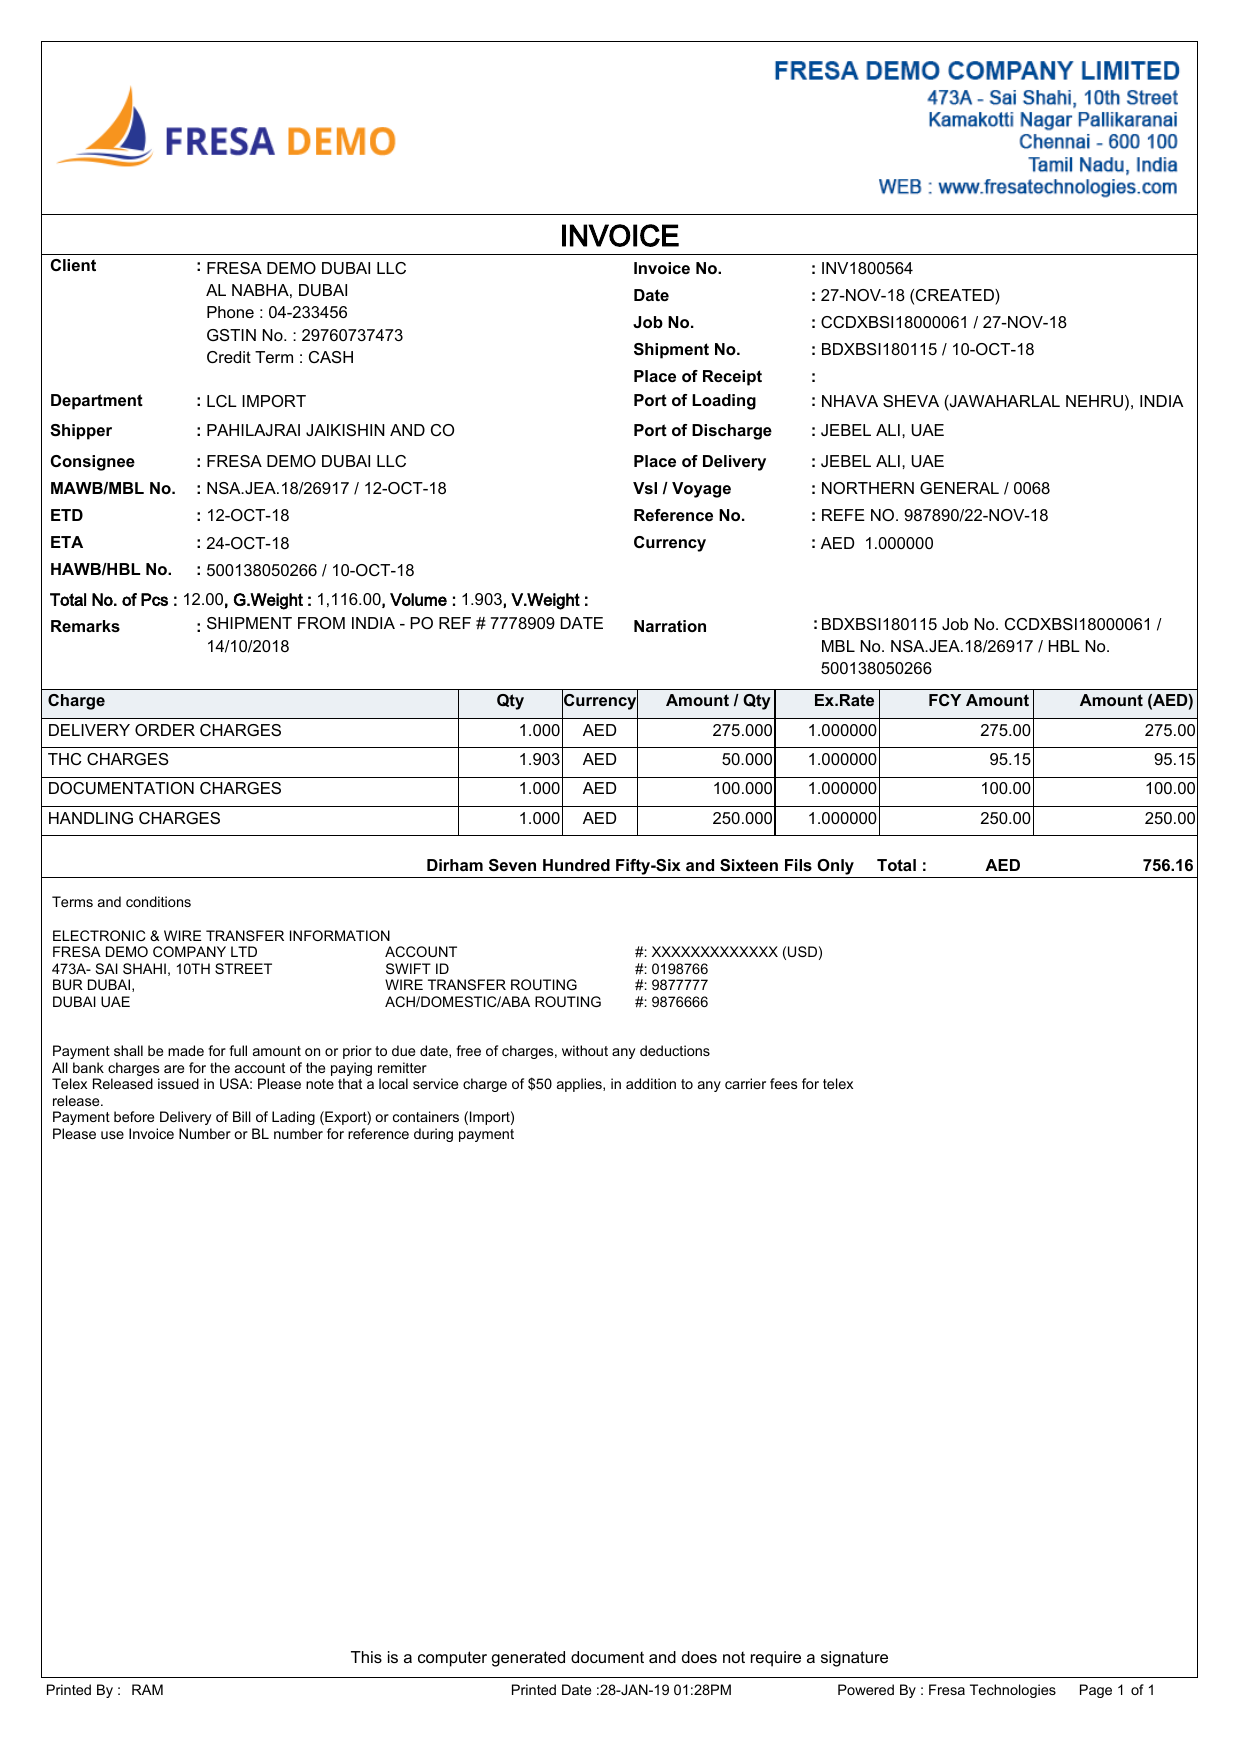 FRESA DEMO
FRESA DEMO COMPANY LIMITED
473A - Sai Shahi, 10th Street
Kamakotti Nagar Pallikaranai
Chennai - 600 100
Tamil Nadu, India
WEB : www.fresatechnologies.com
INVOICE
Client : FRESA DEMO DUBAI LLC
AL NABHA, DUBAI
Phone : 04-233456
GSTIN No. : 29760737473
Credit Term : CASH
Invoice No. : INV1800564
Date : 27-NOV-18 (CREATED)
Job No. : CCDXBSI18000061 / 27-NOV-18
Shipment No. : BDXBSI180115 / 10-OCT-18
Place of Receipt :
Department : LCL IMPORT Port of Loading : NHAVA SHEVA (JAWAHARLAL NEHRU), INDIA
Shipper : PAHILAJRAI JAIKISHIN AND CO Port of Discharge : JEBEL ALI, UAE
Consignee : FRESA DEMO DUBAI LLC Place of Delivery : JEBEL ALI, UAE
MAWB/MBL No. : NSA.JEA.18/26917 / 12-OCT-18 Vsl / Voyage : NORTHERN GENERAL / 0068
ETD : 12-OCT-18 Reference No. : REFE NO. 987890/22-NOV-18
ETA : 24-OCT-18 Currency : AED 1.000000
HAWB/HBL No. : 500138050266 / 10-OCT-18
Total No. of Pcs : 12.00, G.Weight : 1,116.00, Volume : 1.903, V.Weight :
Remarks : SHIPMENT FROM INDIA - PO REF # 7778909 DATE
14/10/2018
Narration : BDXBSI180115 Job No. CCDXBSI18000061 /
MBL No. NSA.JEA.18/26917 / HBL No.
500138050266
Charge Qty Currency Amount / Qty Ex.Rate FCY Amount Amount (AED)
DELIVERY ORDER CHARGES 1.000 AED 275.000 1.000000 275.00 275.00
THC CHARGES 1.903 AED 50.000 1.000000 95.15 95.15
DOCUMENTATION CHARGES 1.000 AED 100.000 1.000000 100.00 100.00
HANDLING CHARGES 1.000 AED 250.000 1.000000 250.00 250.00
Dirham Seven Hundred Fifty-Six and Sixteen Fils Only Total : AED 756.16
Terms and conditions
ELECTRONIC & WIRE TRANSFER INFORMATION
FRESA DEMO COMPANY LTD ACCOUNT #: XXXXXXXXXXXXX (USD)
473A- SAI SHAHI, 10TH STREET SWIFT ID #: 0198766
BUR DUBAI, WIRE TRANSFER ROUTING #: 9877777
DUBAI UAE ACH/DOMESTIC/ABA ROUTING #: 9876666
Payment shall be made for full amount on or prior to due date, free of charges, without any deductions
All bank charges are for the account of the paying remitter
Telex Released issued in USA: Please note that a local service charge of $50 applies, in addition to any carrier fees for telex
release.
Payment before Delivery of Bill of Lading (Export) or containers (Import)
Please use Invoice Number or BL number for reference during payment
This is a computer generated document and does not require a signature
Printed By : RAM Printed Date :28-JAN-19 01:28PM Powered By : Fresa Technologies Page 1 of 1